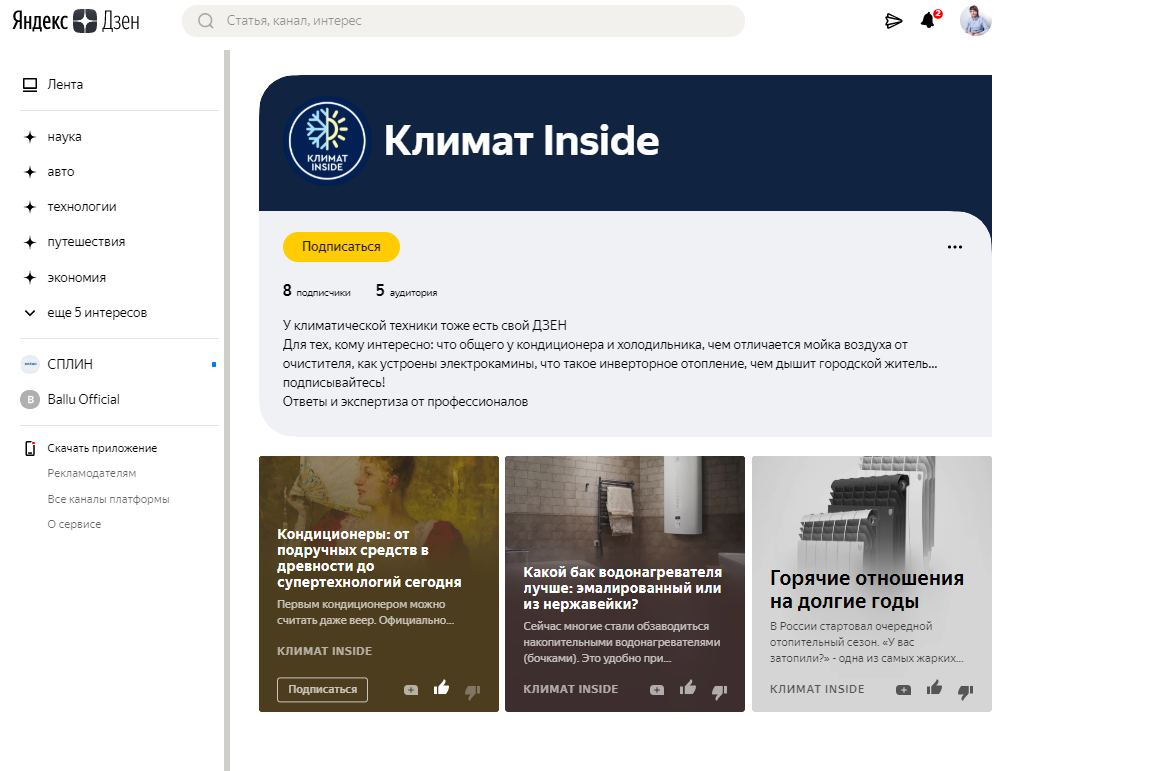 Яндекс Дзен
Статья, канал, интерес
2
Лента
наука
авто
технологии
путешествия
экономия
еще 5 интересов
СПЛИН
B Ballu Official
Скачать приложение
Рекламодателям
Все каналы платформы
О сервисе
КЛИМАТ
INSIDE
Климат Inside
Подписаться
8 подписчики 5 аудитория
У климатической техники тоже есть свой ДЗЕН
Для тех, кому интересно: что общего у кондиционера и холодильника, чем отличается мойка воздуха от
очистителя, как устроены электрокамины, что такое инверторное отопление, чем дышит городской житель...
подписывайтесь!
Ответы и экспертиза от профессионалов
Кондиционеры: от
подручных средств в
древности до
супертехнологий сегодня
Первым кондиционером можно
считать даже веер. Официально...
КЛИМАТ INSIDE
Подписаться
Какой бак водонагревателя
лучше: эмалированный или
из нержавейки?
Сейчас многие стали обзаводиться
накопительными водонагревателями
(бочками). Это удобно при...
КЛИМАТ INSIDE
Горячие отношения
на долгие годы
В России стартовал очередной
отопительный сезон. «У вас
затопили?» - одна из самых жарких...
КЛИМАТ INSIDE